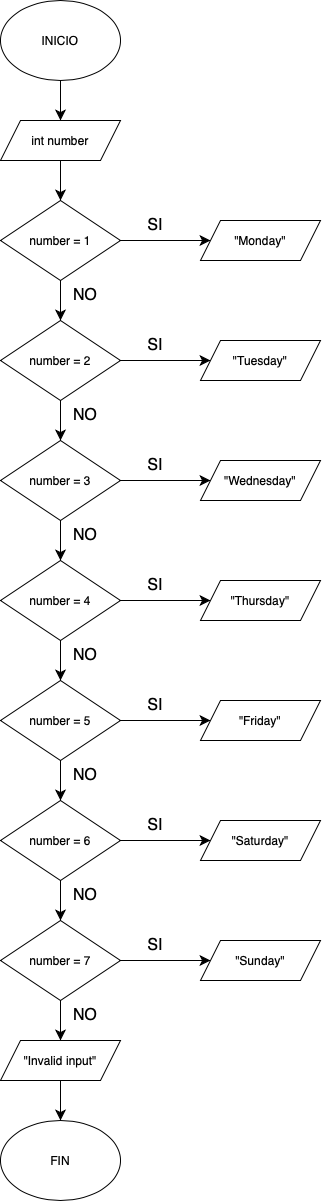 INICIO
int number
number = 1
SI
"Monday"
NO
number = 2
SI
"Tuesday"
NO
number = 3
SI
"Wednesday"
NO
number = 4
SI
"Thursday"
NO
number = 5
SI
"Friday"
NO
number = 6
SI
"Saturday"
NO
number = 7
SI
"Sunday"
NO
"Invalid input"
FIN